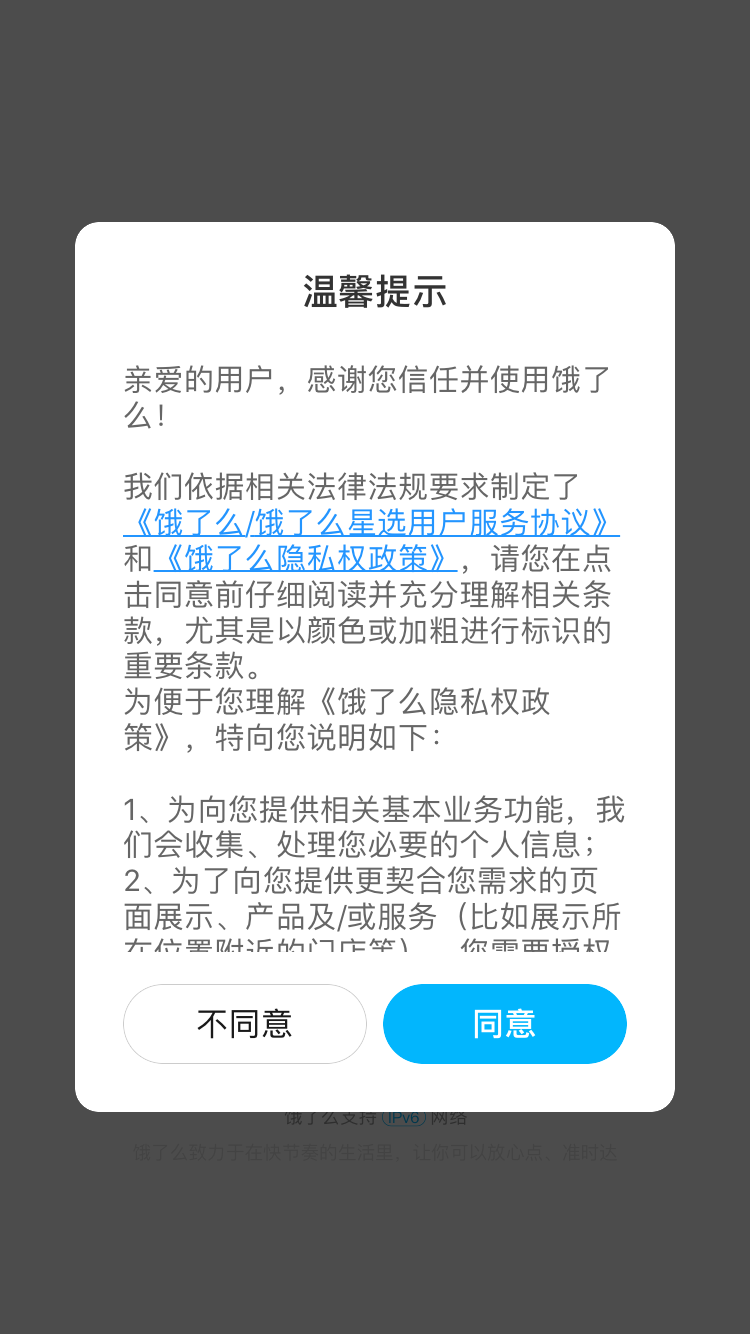 温馨提示
亲爱的用户，感谢您信任并使用饿了
么！
我们依据相关法律法规要求制定了
《饿了么/饿了么星选用户服务协议》
和《饿了么隐私权政策》，请您在点
击同意前仔细阅读并充分理解相关条
款，尤其是以颜色或加粗进行标识的
重要条款。
为便于您理解《饿了么隐私权政
策》，特向您说明如下：
1、为向您提供相关基本业务功能，我
们会收集、处理您必要的个人信息；
2、为了向您提供更契合您需求的页
面展示、产品及/或服务（比如展示所
在位置附近的门店等），您需要授权
不同意
同意
饿了么支持 IPv6 网络
饿了么致力于在快节奏的生活里，让你可以放心点、准时达